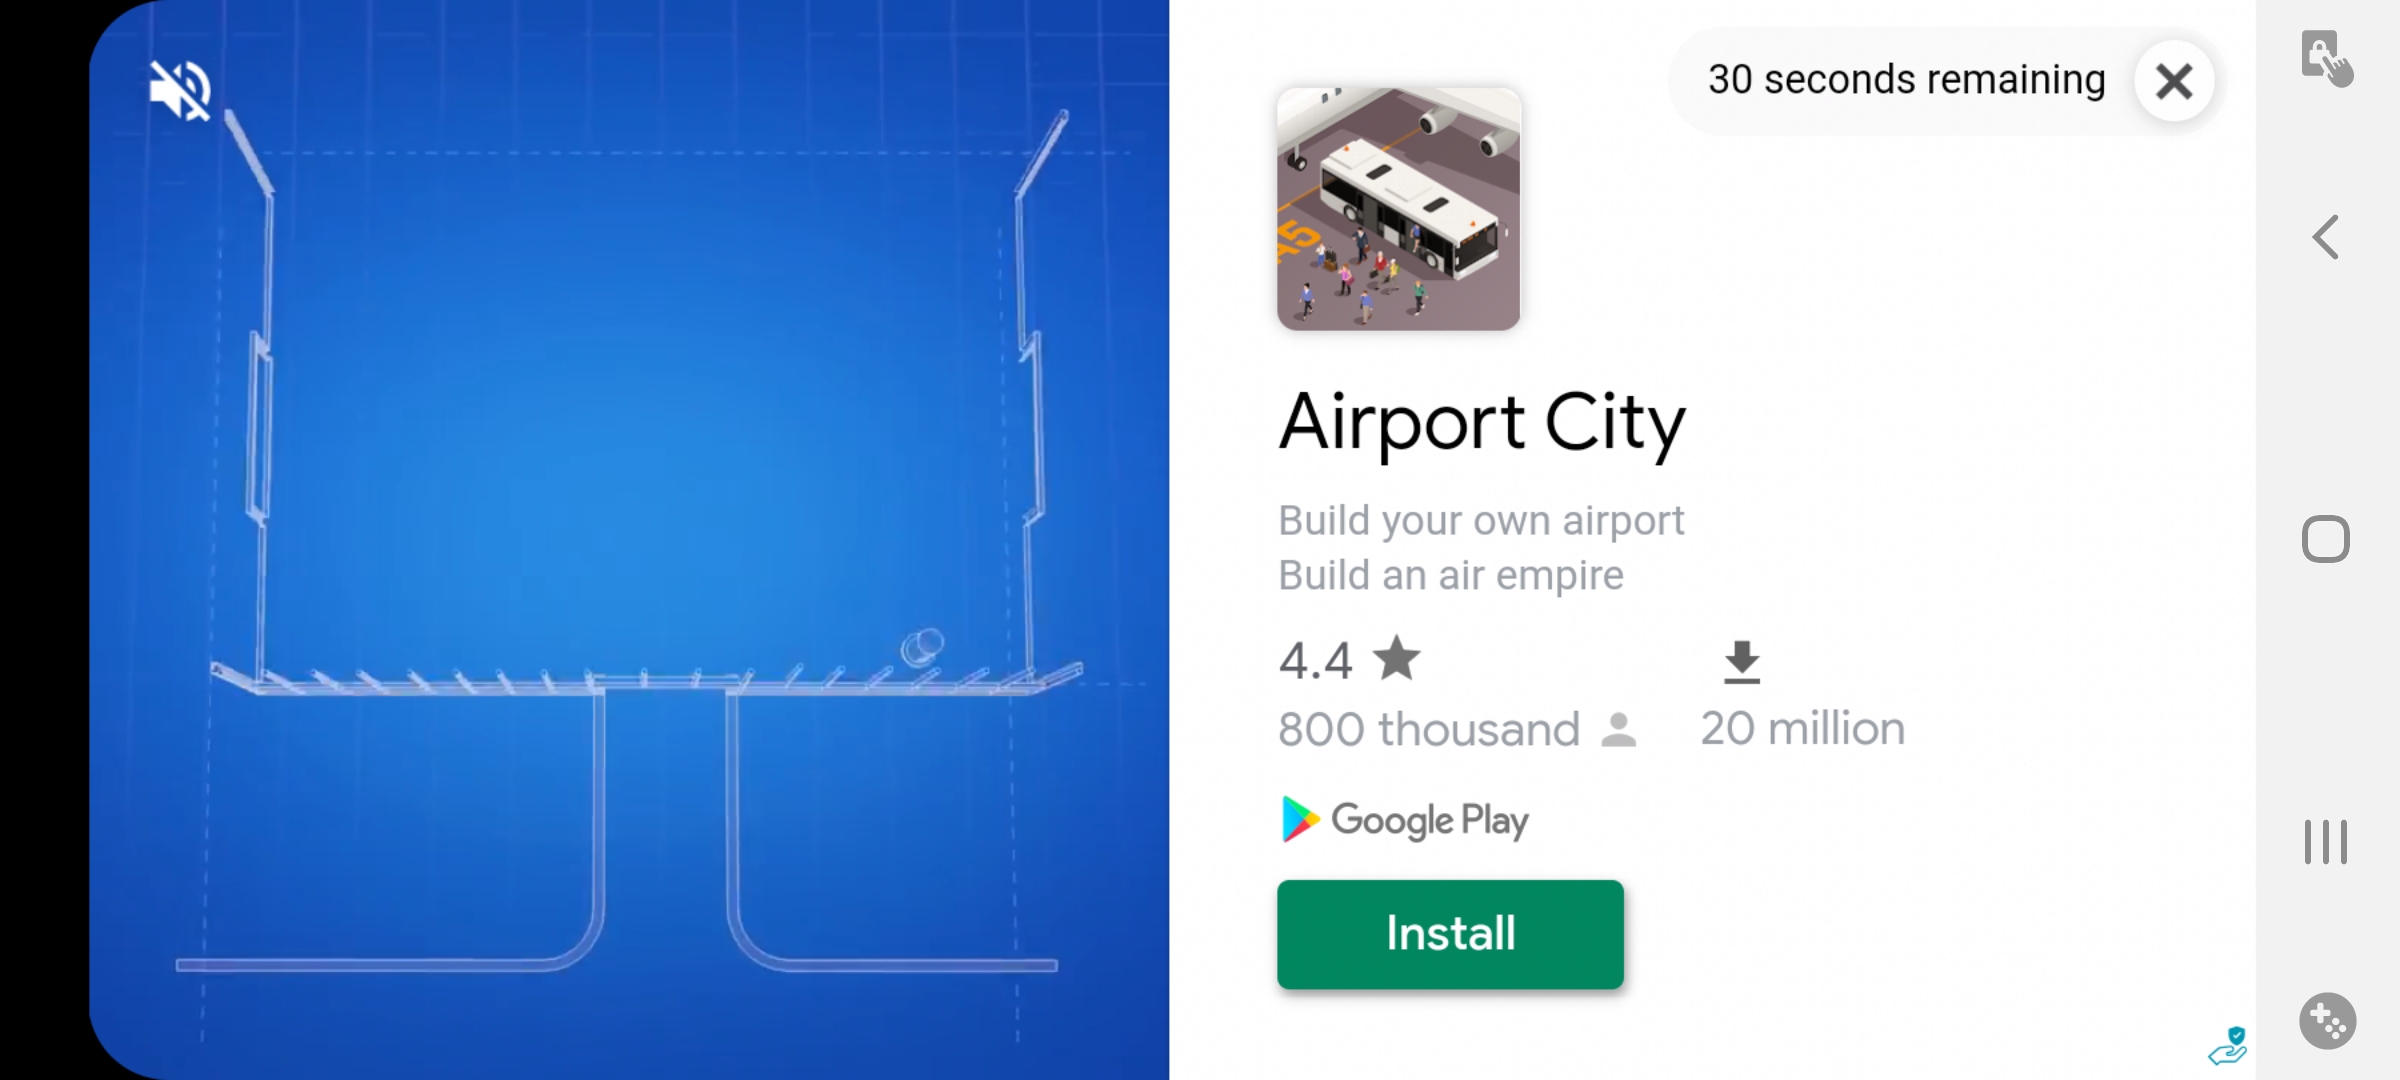 30 seconds remaining
A5
Airport City
Build your own airport
Build an air empire
4.4
800 thousand
20 million
Google Play
Install